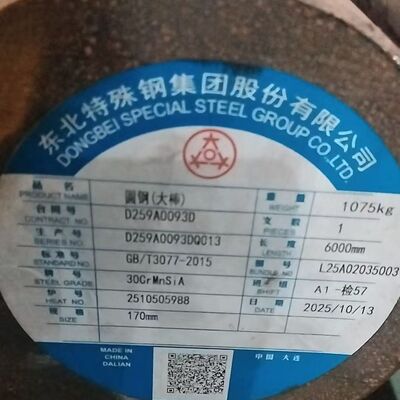 东北特殊钢集团股份有限公司
DONGBEI SPECIAL STEEL GROUP CO.,LTD
品名 圆钢(大棒) 重量 1075kg
PRODUCT NAME WEIGHT
合同号 D259A0093D 支数 1
CONTRACT NO. PIECES
生产号 D259A0093DQ013 长度 6000mm
SERIES NO. LENGTH
标准号 GB/T3077-2015 捆号 L25A02035003
STANDARD NO. BUNDLE NO.
钢号 30CrMnSiA 班组 A1-检57
STEEL GRADE SHIFT
炉号 2510505988 日期 2025/10/13
HEAT NO. DATE
规格 170mm
SIZE
MADE IN
CHINA
DALIAN
中国 大连